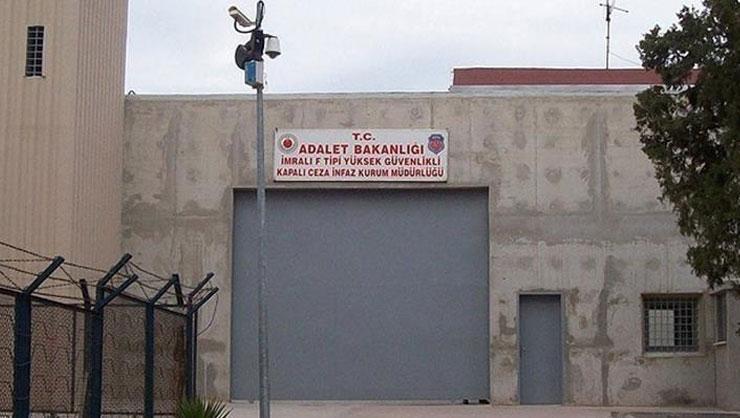 T.C.
ADALET BAKANLIĞI
İMRALI F TİPİ YÜKSEK GÜVENLİKLİ
KAPALI CEZA İNFAZ KURUM MÜDÜRLÜĞÜ